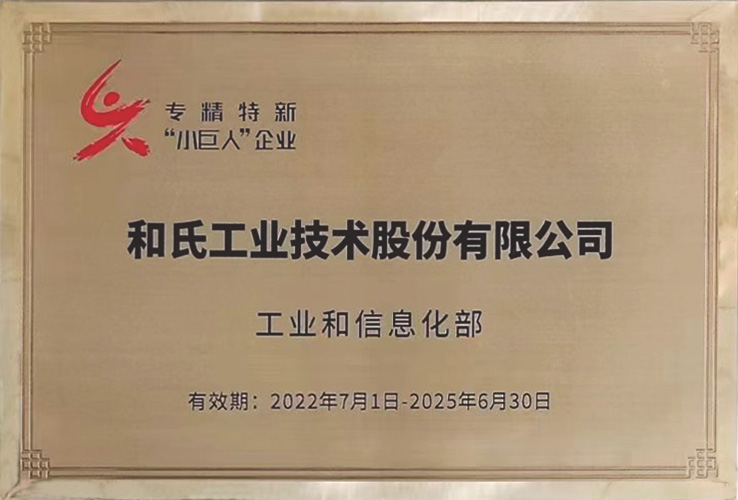 专精特新
“小巨人”企业
和氏工业技术股份有限公司
工业和信息化部
有效期：2022年7月1日-2025年6月30日